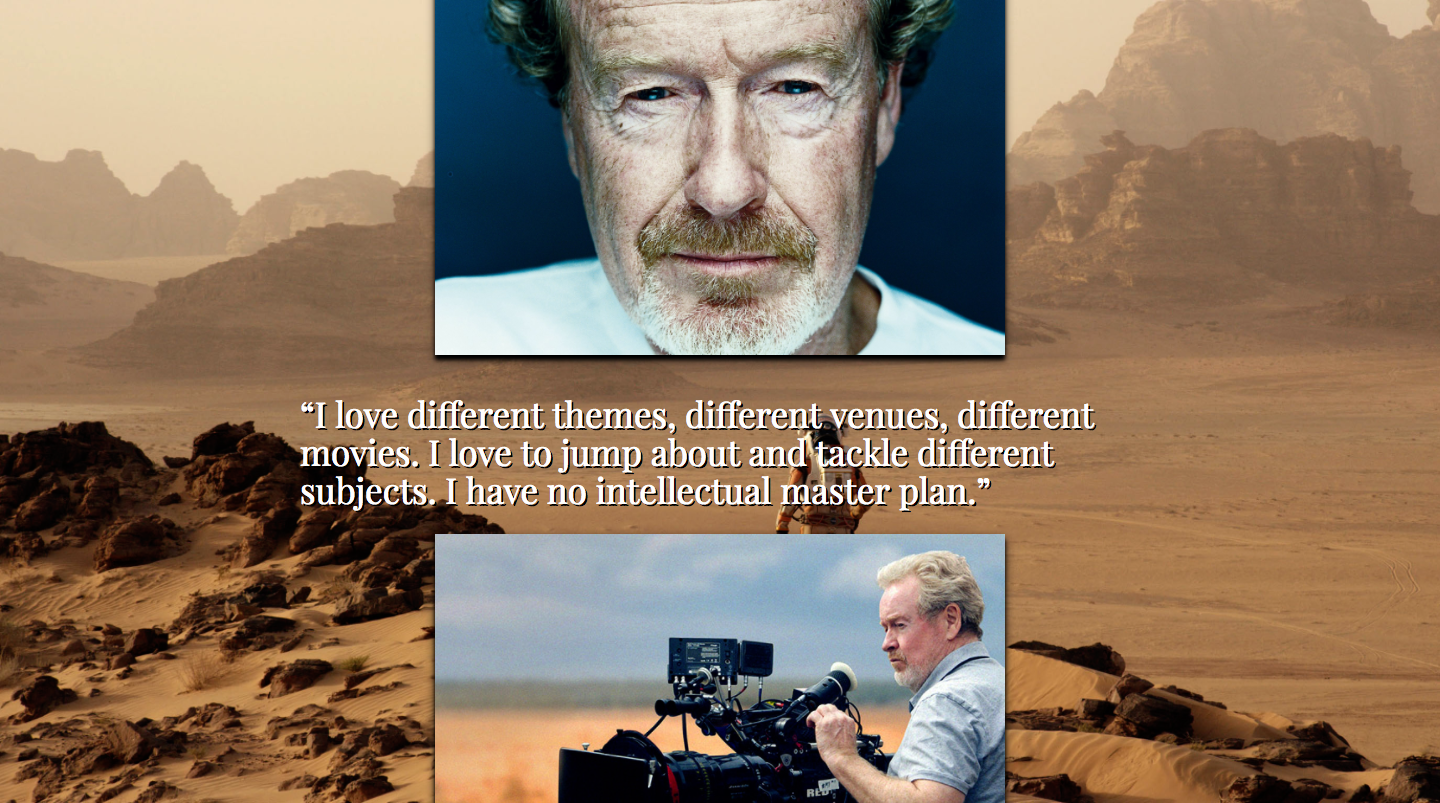 “I love different themes, different venues, different
movies. I love to jump about and tackle different
subjects. I have no intellectual master plan.”
RED